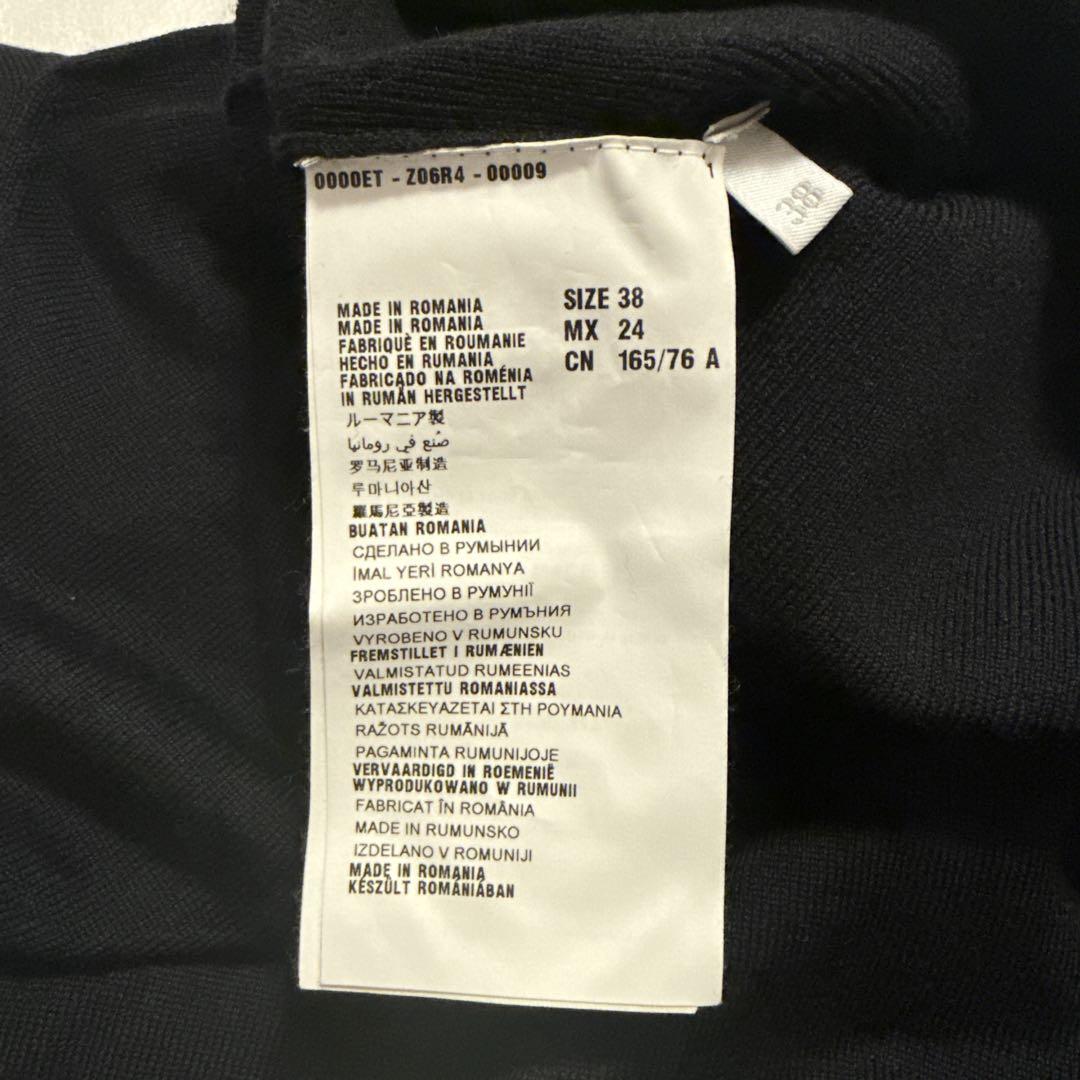 0000ET - Z06R4 - 00009
1
38
MADE IN ROMANIA
MADE IN ROMANIA
FABRIQUÈ EN ROUMANIE
HECHO EN RUMANIA
FABRICADO NA ROMÉNIA
IN RUMÄN HERGESTELLT
ルーマニア製
صُنع في رومانيا
罗马尼亚制造
루마니아산
羅馬尼亞製造
BUATAN ROMANIA
СДЕЛАНО В РУМЫНИИ
İMAL YERİ ROMANYA
ЗРОБЛЕНО В РУМУНІЇ
ИЗРАБОТЕНО В РУМЪНИЯ
VYROBENO V RUMUNSKU
FREMSTILLET I RUMÆNIEN
VALMISTATUD RUMEENIAS
VALMISTETTU ROMANIASSA
ΚΑΤΑΣΚΕΥΑΖΕΤΑΙ ΣΤΗ ΡΟΥΜΑΝΙΑ
RAŽOTS RUMĀNIJĀ
PAGAMINTA RUMUNIJOJE
VERVAARDIGD IN ROEMENIË
WYPRODUKOWANO W RUMUNII
FABRICAT ÎN ROMÂNIA
MADE IN RUMUNSKO
IZDELANO V ROMUNIJI
MADE IN ROMANIA
KÉSZÜLT ROMÁNIÁBAN
SIZE 38
MX 24
CN 165/76 A